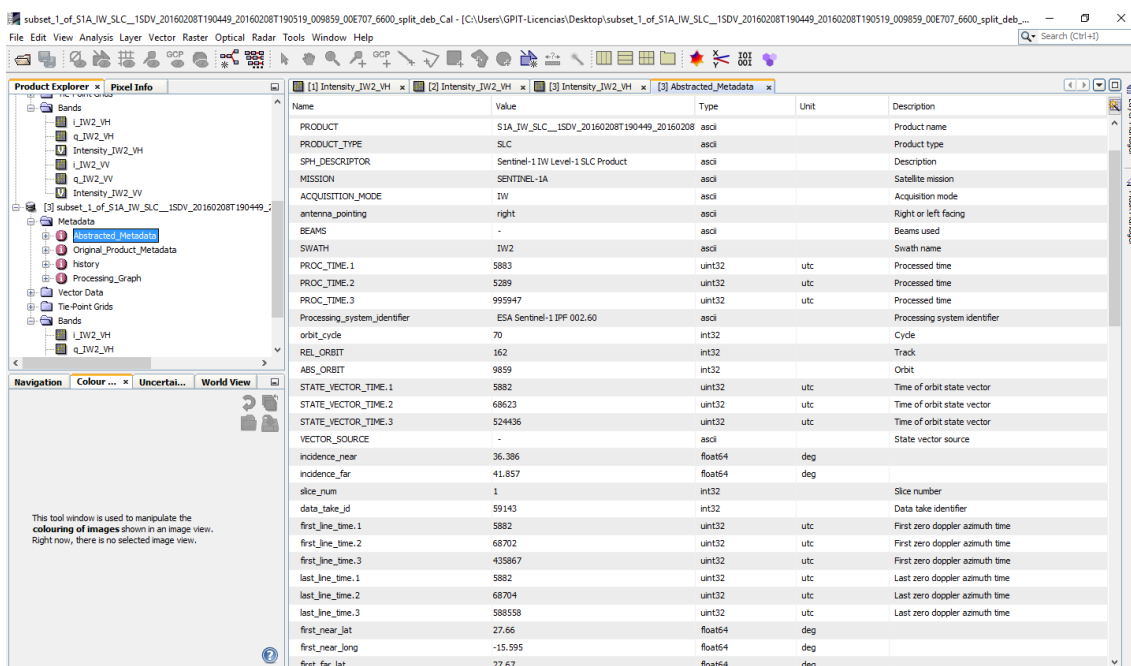 subset_1_of_S1A_IW_SLC__1SDV_20160208T190449_20160208T190519_009859_00E707_6600_split_deb_Cal - [C:\Users\GPIT-Licencias\Desktop\subset_1_of_S1A_IW_SLC__1SDV_20160208T190449_20160208T190519_009859_00E707_6600_split_deb_...
File Edit View Analysis Layer Vector Raster Optical Radar Tools Window Help
Search (Ctrl+I)
GCP GCP
Product Explorer x Pixel Info
[1] Intensity_IW2_VH x [2] Intensity_IW2_VH x [3] Intensity_IW2_VH x [3] Abstracted_Metadata x
Bands
i_IW2_VH
q_IW2_VH
Intensity_IW2_VH
i_IW2_VV
q_IW2_VV
Intensity_IW2_VV
[3] subset_1_of_S1A_IW_SLC__1SDV_20160208T190449_2
Metadata
Abstracted_Metadata
Original_Product_Metadata
history
Processing_Graph
Vector Data
Tie-Point Grids
Bands
i_IW2_VH
q_IW2_VH
Navigation Colour ... x Uncertai... World View
This tool window is used to manipulate the
colouring of images shown in an image view.
Right now, there is no selected image view.
Name Value Type Unit Description
PRODUCT S1A_IW_SLC__1SDV_20160208T190449_20160208 ascii Product name
PRODUCT_TYPE SLC ascii Product type
SPH_DESCRIPTOR Sentinel-1 IW Level-1 SLC Product ascii Description
MISSION SENTINEL-1A ascii Satellite mission
ACQUISITION_MODE IW ascii Acquisition mode
antenna_pointing right ascii Right or left facing
BEAMS - ascii Beams used
SWATH IW2 ascii Swath name
PROC_TIME.1 5883 uint32 utc Processed time
PROC_TIME.2 5289 uint32 utc Processed time
PROC_TIME.3 995947 uint32 utc Processed time
Processing_system_identifier ESA Sentinel-1 IPF 002.60 ascii Processing system identifier
orbit_cycle 70 int32 Cycle
REL_ORBIT 162 int32 Track
ABS_ORBIT 9859 int32 Orbit
STATE_VECTOR_TIME.1 5882 uint32 utc Time of orbit state vector
STATE_VECTOR_TIME.2 68623 uint32 utc Time of orbit state vector
STATE_VECTOR_TIME.3 524436 uint32 utc Time of orbit state vector
VECTOR_SOURCE - ascii State vector source
incidence_near 36.386 float64 deg
incidence_far 41.857 float64 deg
slice_num 1 int32 Slice number
data_take_id 59143 int32 Data take identifier
first_line_time.1 5882 uint32 utc First zero doppler azimuth time
first_line_time.2 68702 uint32 utc First zero doppler azimuth time
first_line_time.3 435867 uint32 utc First zero doppler azimuth time
last_line_time.1 5882 uint32 utc Last zero doppler azimuth time
last_line_time.2 68704 uint32 utc Last zero doppler azimuth time
last_line_time.3 588558 uint32 utc Last zero doppler azimuth time
first_near_lat 27.66 float64 deg
first_near_long -15.595 float64 deg
first_far_lat 27.67 float64 deg